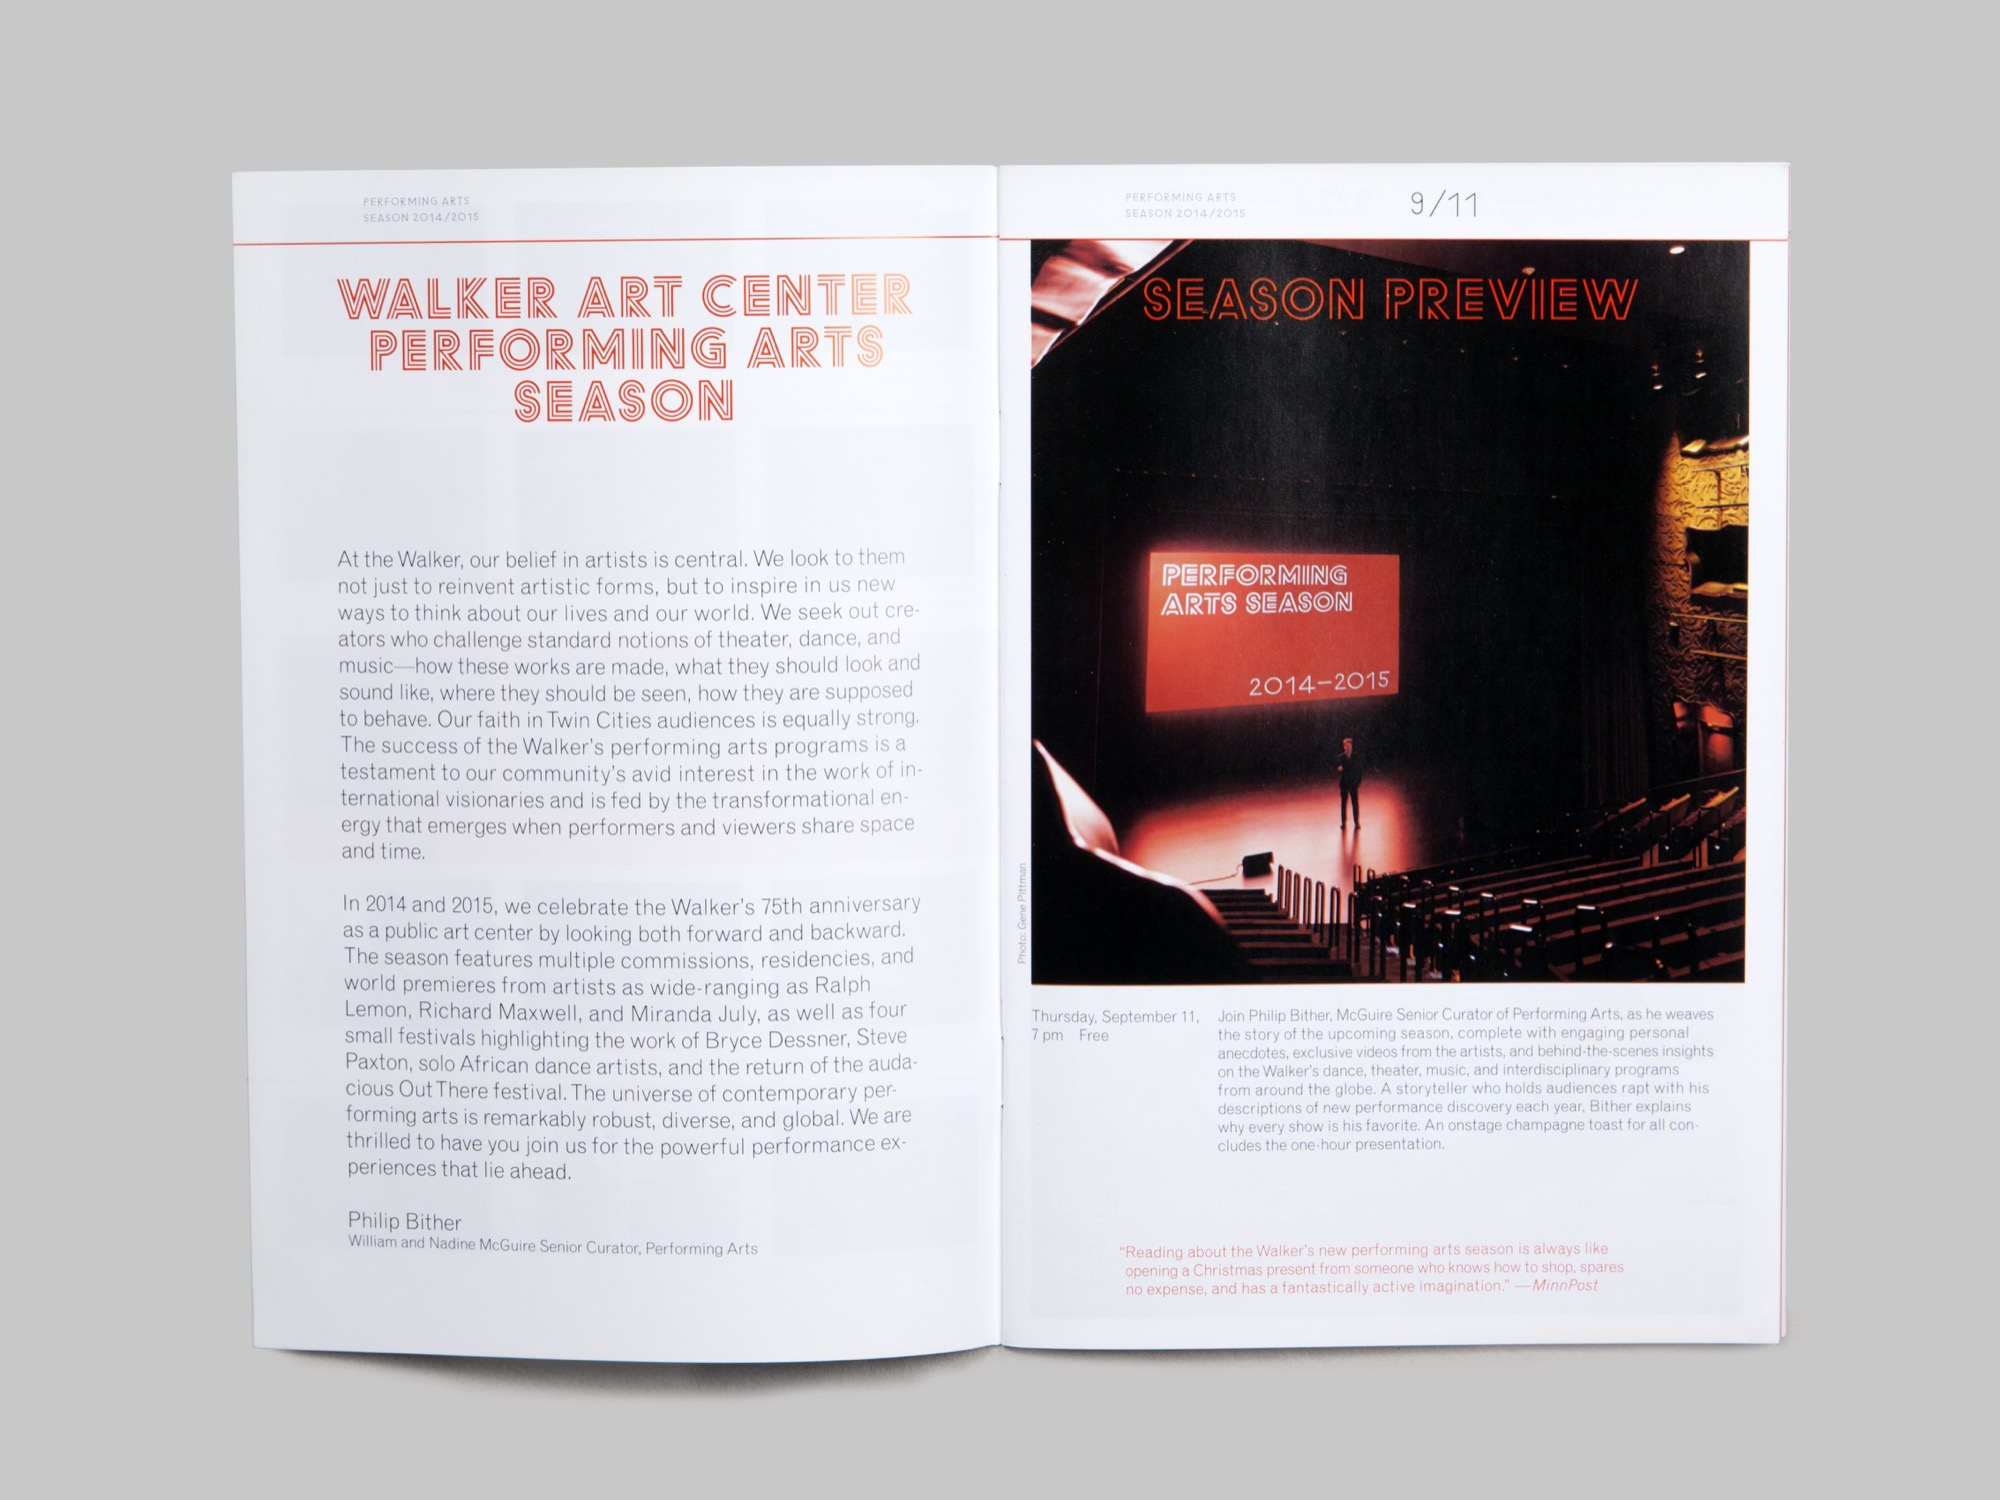 PERFORMING ARTS
SEASON 2014/2015
WALKER ART CENTER
PERFORMING ARTS
SEASON
At the Walker, our belief in artists is central. We look to them
not just to reinvent artistic forms, but to inspire in us new
ways to think about our lives and our world. We seek out cre-
ators who challenge standard notions of theater, dance, and
music—how these works are made, what they should look and
sound like, where they should be seen, how they are supposed
to behave. Our faith in Twin Cities audiences is equally strong.
The success of the Walker's performing arts programs is a
testament to our community's avid interest in the work of in-
ternational visionaries and is fed by the transformational en-
ergy that emerges when performers and viewers share space
and time.
In 2014 and 2015, we celebrate the Walker's 75th anniversary
as a public art center by looking both forward and backward.
The season features multiple commissions, residencies, and
world premieres from artists as wide-ranging as Ralph
Lemon, Richard Maxwell, and Miranda July, as well as four
small festivals highlighting the work of Bryce Dessner, Steve
Paxton, solo African dance artists, and the return of the auda-
cious Out There festival. The universe of contemporary per-
forming arts is remarkably robust, diverse, and global. We are
thrilled to have you join us for the powerful performance ex-
periences that lie ahead.
Philip Bither
William and Nadine McGuire Senior Curator, Performing Arts
PERFORMING ARTS
SEASON 2014/2015
9/11
SEASON PREVIEW
PERFORMING
ARTS SEASON
2014–2015
Photo: Gene Pittman
Thursday, September 11,
7 pm Free
Join Philip Bither, McGuire Senior Curator of Performing Arts, as he weaves
the story of the upcoming season, complete with engaging personal
anecdotes, exclusive videos from the artists, and behind-the-scenes insights
on the Walker's dance, theater, music, and interdisciplinary programs
from around the globe. A storyteller who holds audiences rapt with his
descriptions of new performance discovery each year, Bither explains
why every show is his favorite. An onstage champagne toast for all con-
cludes the one-hour presentation.
"Reading about the Walker's new performing arts season is always like
opening a Christmas present from someone who knows how to shop, spares
no expense, and has a fantastically active imagination." —MinnPost